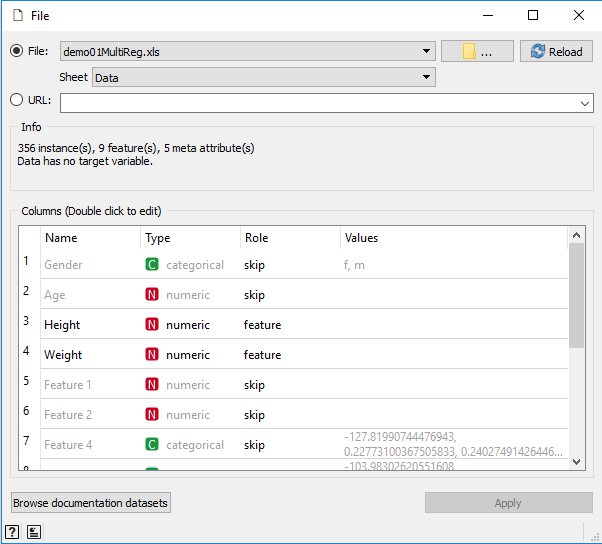 File
File: demo01MultiReg.xls ... Reload
Sheet Data
URL:
Info
356 instance(s), 9 feature(s), 5 meta attribute(s)
Data has no target variable.
Columns (Double click to edit)
Name Type Role Values
1 Gender C categorical skip f, m
2 Age N numeric skip
3 Height N numeric feature
4 Weight N numeric feature
5 Feature 1 N numeric skip
6 Feature 2 N numeric skip
7 Feature 4 C categorical skip -127.81990744476943,
0.22773100367505833, 0.24027491426446...
8 -103.98302620551608
Browse documentation datasets Apply
?